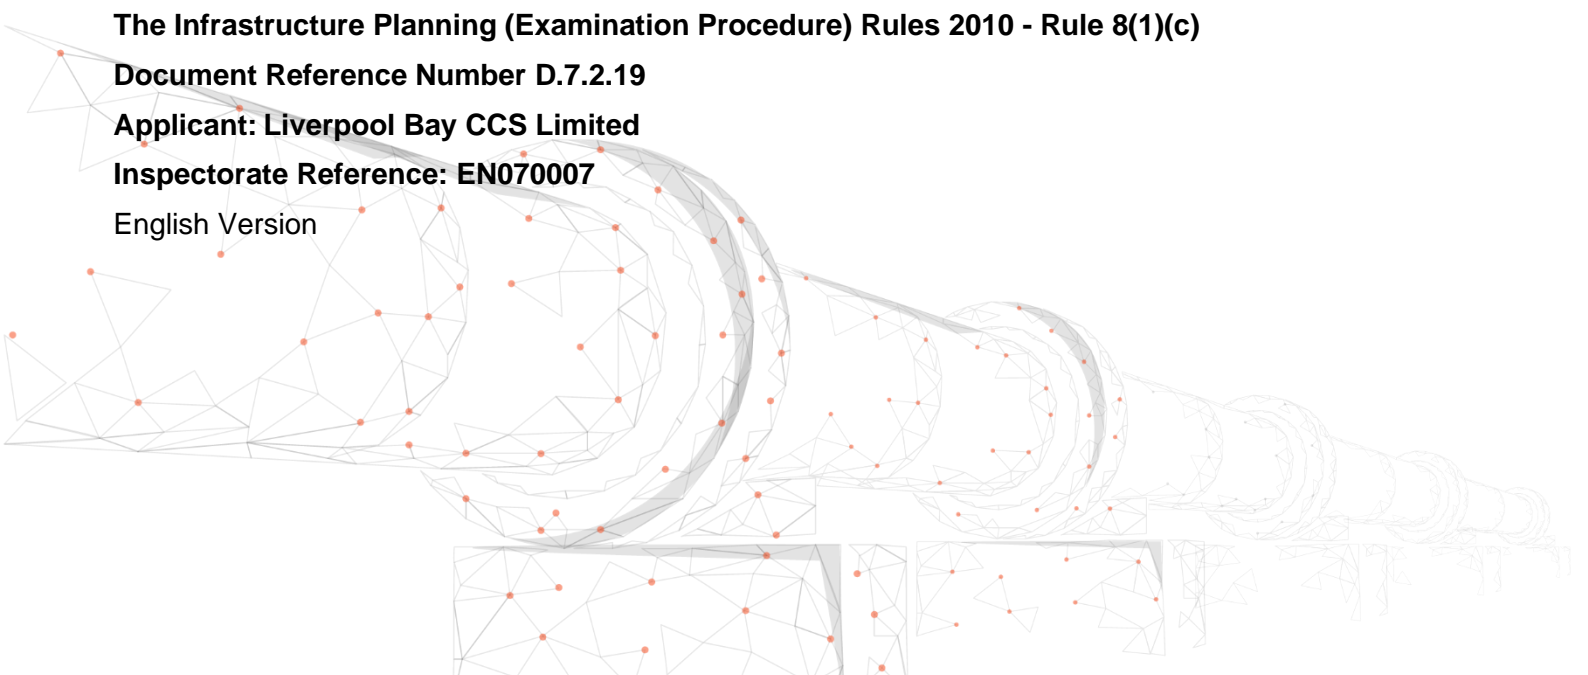 The Infrastructure Planning (Examination Procedure) Rules 2010 - Rule 8(1)(c)
Document Reference Number D.7.2.19
Applicant: Liverpool Bay CCS Limited
Inspectorate Reference: EN070007
English Version